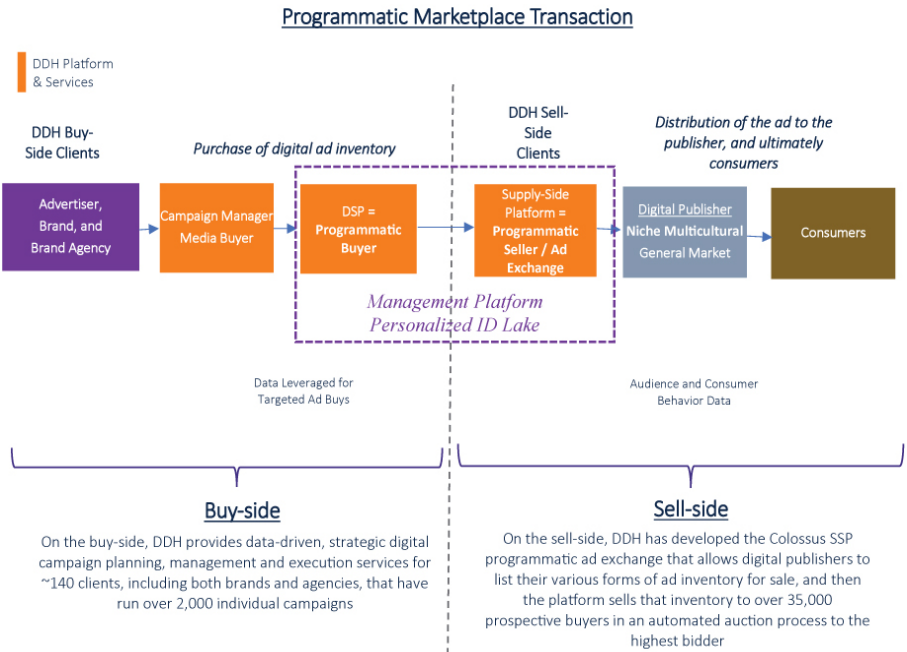 Programmatic Marketplace Transaction
DDH Platform
& Services
DDH Buy-
Side Clients
Purchase of digital ad inventory
DDH Sell-
Side
Clients
Distribution of the ad to the
publisher, and ultimately
consumers
Advertiser,
Brand, and
Brand Agency
Campaign Manager
Media Buyer
DSP =
Programmatic
Buyer
Supply-Side
Platform =
Programmatic
Seller / Ad
Exchange
Digital Publisher
Niche Multicultural
General Market
Consumers
Management Platform
Personalized ID Lake
Data Leveraged for
Targeted Ad Buys
Audience and Consumer
Behavior Data
Buy-side
On the buy-side, DDH provides data-driven, strategic digital
campaign planning, management and execution services for
~140 clients, including both brands and agencies, that have
run over 2,000 individual campaigns
Sell-side
On the sell-side, DDH has developed the Colossus SSP
programmatic ad exchange that allows digital publishers to
list their various forms of ad inventory for sale, and then
the platform sells that inventory to over 35,000
prospective buyers in an automated auction process to the
highest bidder